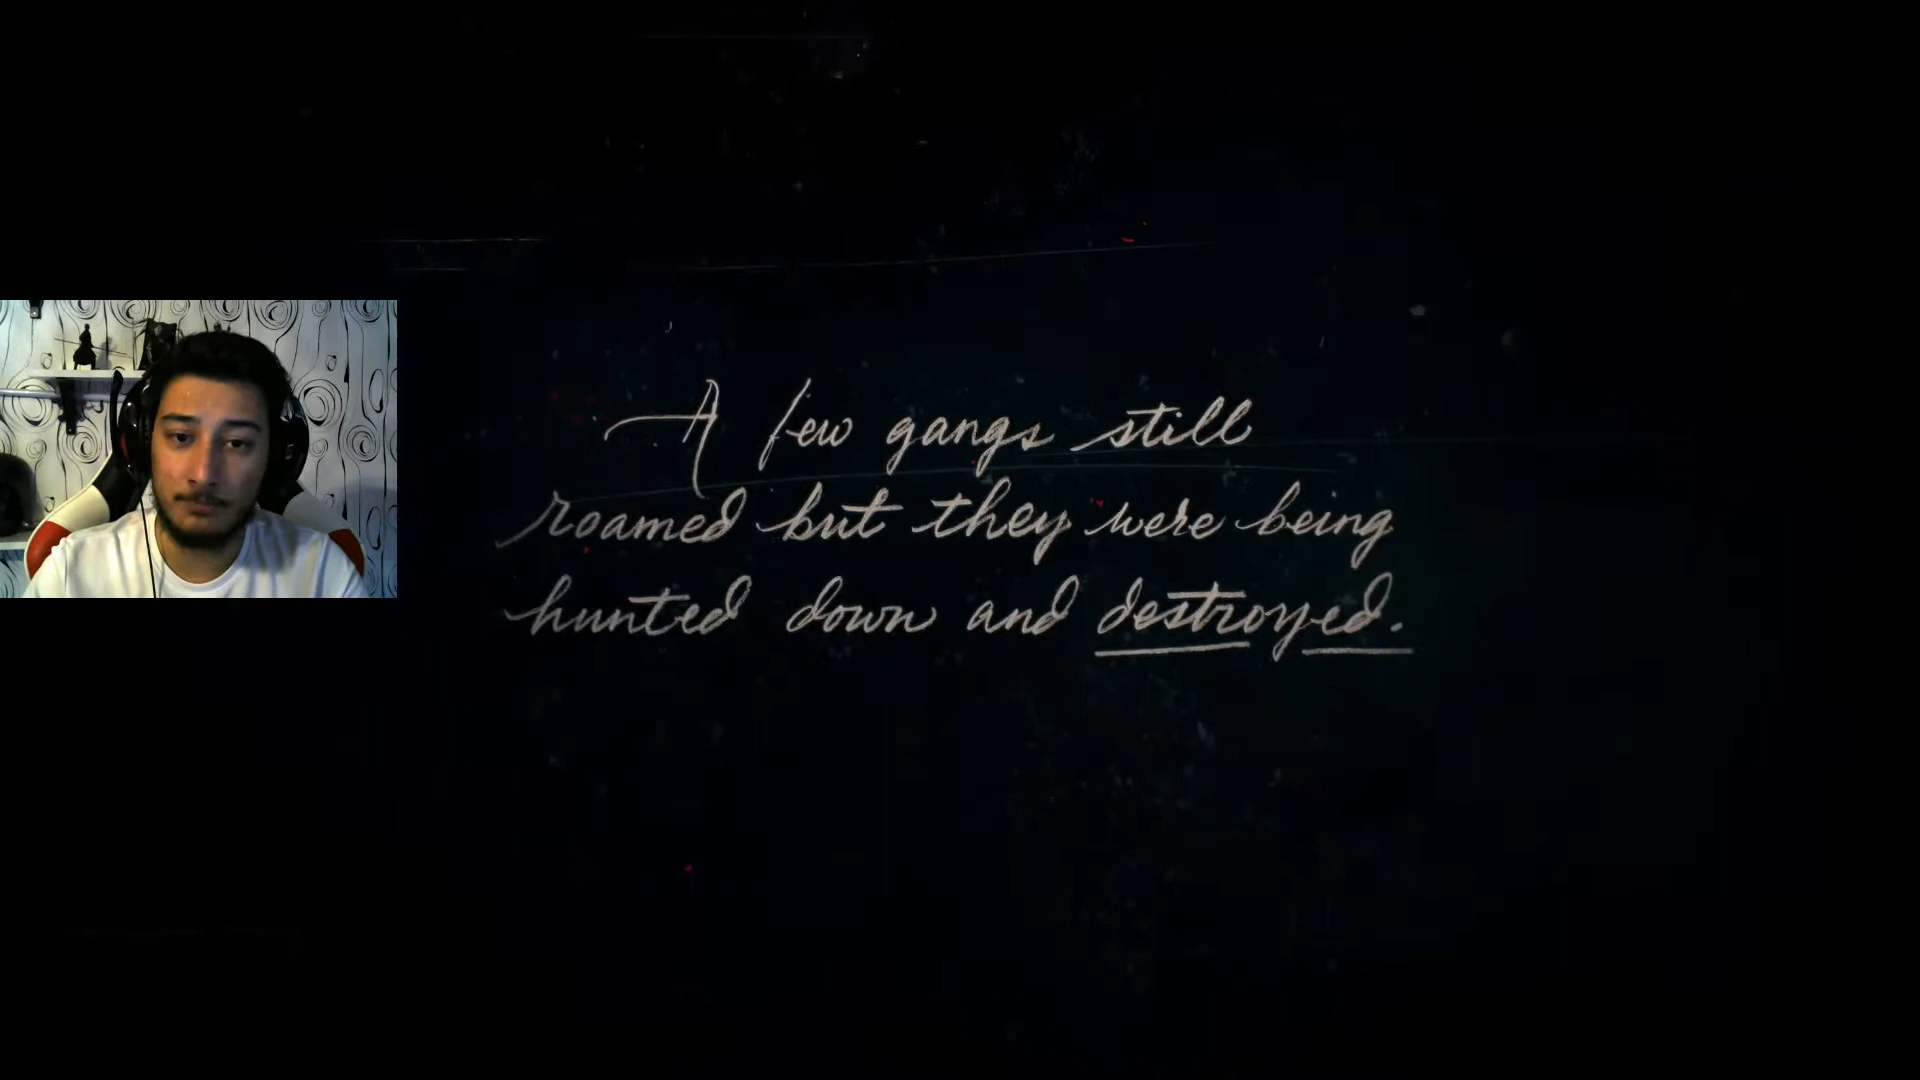 A few gangs still
roamed but they were being
hunted down and destroyed.